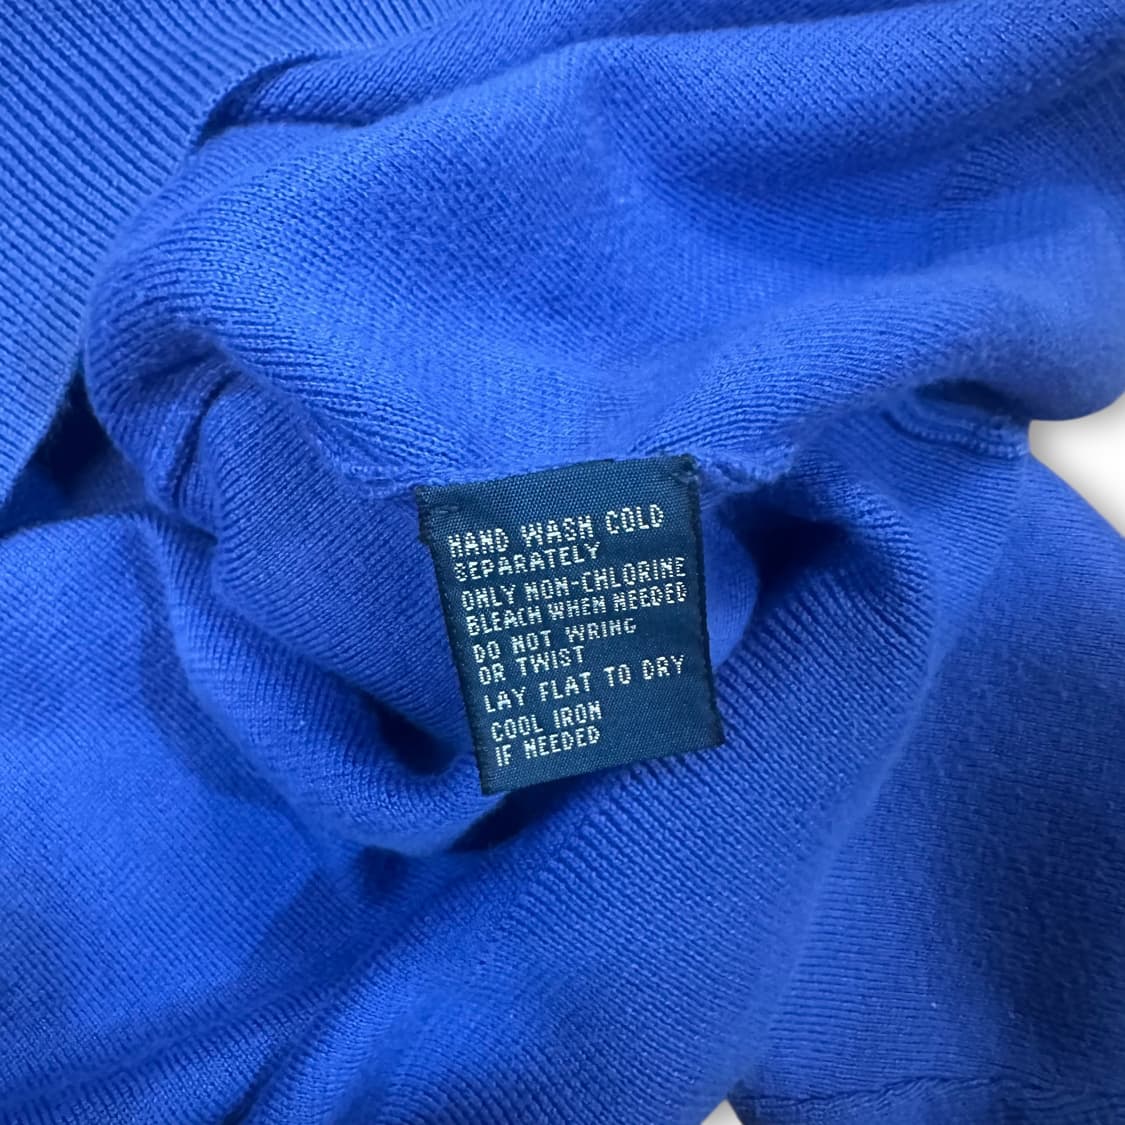 HAND WASH COLD
SEPARATELY
ONLY NON-CHLORINE
BLEACH WHEN NEEDED
DO NOT WRING
OR TWIST
LAY FLAT TO DRY
COOL IRON
IF NEEDED